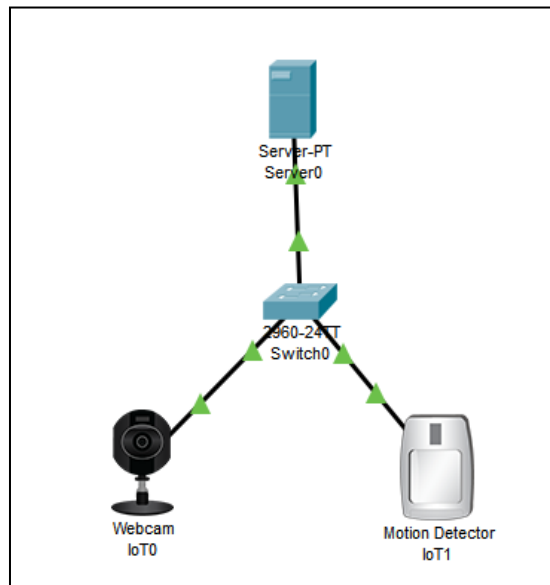 Server-PT
Server0
2960-24TT
Switch0
Webcam
IoT0
Motion Detector
IoT1